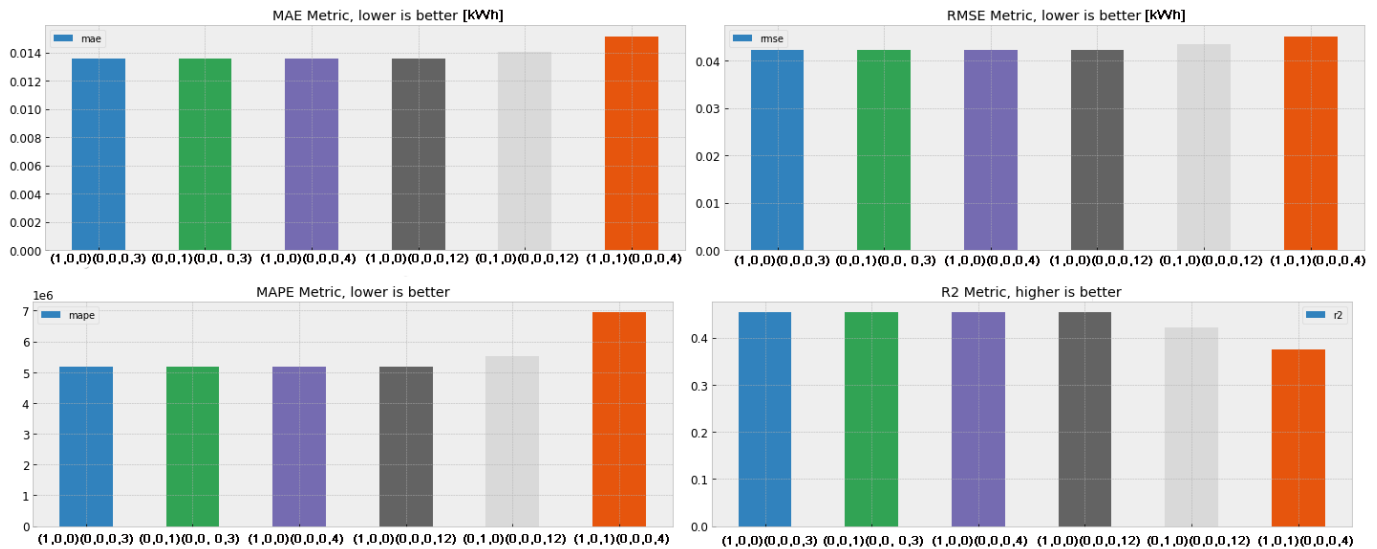 MAE Metric, lower is better [kWh]
mae
0.014
0.012
0.010
0.008
0.006
0.004
0.002
0.000
(1,0,0)(0,0,0,3) (0,0,1)(0,0, 0,3) (1,0,0)(0,0,0,4) (1,0,0)(0,0,0,12) (0,1,0)(0,0,0,12) (1,0,1)(0,0,0,4)
RMSE Metric, lower is better [kWh]
rmse
0.04
0.03
0.02
0.01
0.00
(1,0,0)(0,0,0,3) (0,0,1)(0,0, 0,3) (1,0,0)(0,0,0,4) (1,0,0)(0,0,0,12) (0,1,0)(0,0,0,12) (1,0,1)(0,0,0,4)
MAPE Metric, lower is better
1e6
mape
7
6
5
4
3
2
1
0
(1,0,0)(0,0,0,3) (0,0,1)(0,0, 0,3) (1,0,0)(0,0,0,4) (1,0,0)(0,0,0,12) (0,1,0)(0,0,0,12) (1,0,1)(0,0,0,4)
R2 Metric, higher is better
r2
0.4
0.3
0.2
0.1
0.0
(1,0,0)(0,0,0,3) (0,0,1)(0,0, 0,3) (1,0,0)(0,0,0,4) (1,0,0)(0,0,0,12) (0,1,0)(0,0,0,12) (1,0,1)(0,0,0,4)